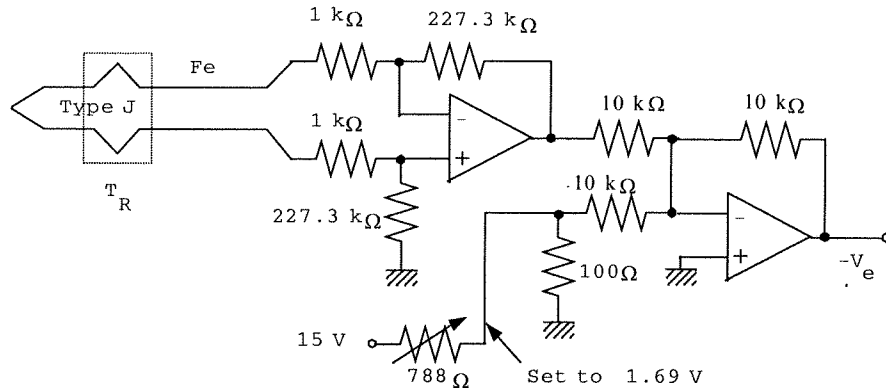 1 kΩ
227.3 kΩ
Fe
Type J
10 kΩ
10 kΩ
1 kΩ
-
+
T_R
10 kΩ
227.3 kΩ
-
+
-V_e
100Ω
15 V
788Ω
Set to 1.69 V